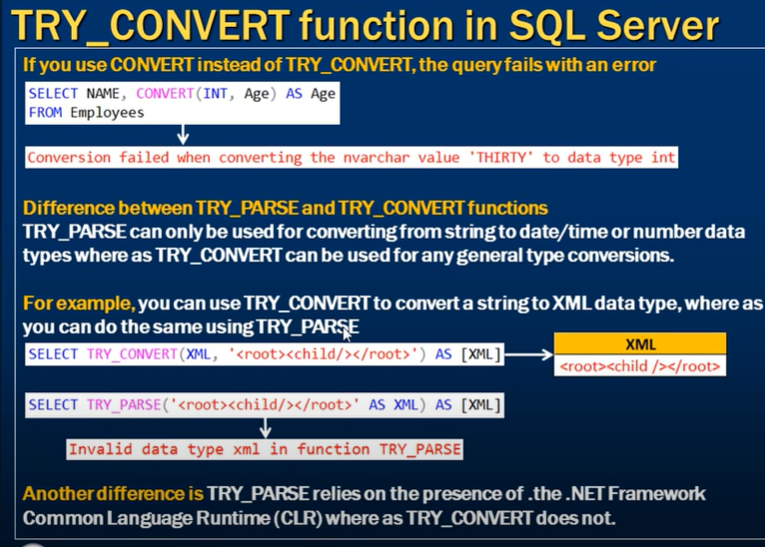 TRY_CONVERT function in SQL Server
If you use CONVERT instead of TRY_CONVERT, the query fails with an error
SELECT NAME, CONVERT(INT, Age) AS Age
FROM Employees
Conversion failed when converting the nvarchar value 'THIRTY' to data type int
Difference between TRY_PARSE and TRY_CONVERT functions
TRY_PARSE can only be used for converting from string to date/time or number data
types where as TRY_CONVERT can be used for any general type conversions.
For example, you can use TRY_CONVERT to convert a string to XML data type, where as
you can do the same using TRY_PARSE
SELECT TRY_CONVERT(XML, '<root><child/></root>') AS [XML]
XML
<root><child /></root>
SELECT TRY_PARSE('<root><child/></root>' AS XML) AS [XML]
Invalid data type xml in function TRY_PARSE
Another difference is TRY_PARSE relies on the presence of .the .NET Framework
Common Language Runtime (CLR) where as TRY_CONVERT does not.